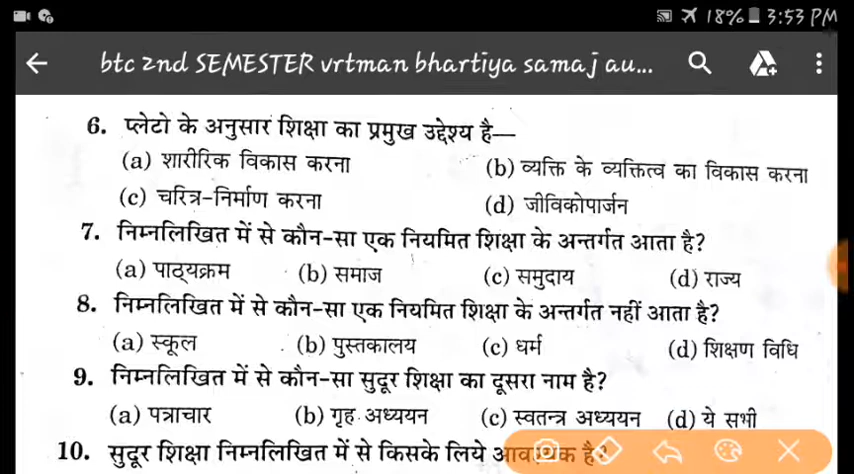 18% 3:53 PM
btc 2nd SEMESTER vrtman bhartiya samaj au...
6. प्लेटो के अनुसार शिक्षा का प्रमुख उद्देश्य है—
(a) शारीरिक विकास करना (b) व्यक्ति के व्यक्तित्व का विकास करना
(c) चरित्र-निर्माण करना (d) जीविकोपार्जन
7. निम्नलिखित में से कौन-सा एक नियमित शिक्षा के अन्तर्गत आता है?
(a) पाठ्यक्रम (b) समाज (c) समुदाय (d) राज्य
8. निम्नलिखित में से कौन-सा एक नियमित शिक्षा के अन्तर्गत नहीं आता है?
(a) स्कूल (b) पुस्तकालय (c) धर्म (d) शिक्षण विधि
9. निम्नलिखित में से कौन-सा सुदूर शिक्षा का दूसरा नाम है?
(a) पत्राचार (b) गृह अध्ययन (c) स्वतन्त्र अध्ययन (d) ये सभी
10. सुदूर शिक्षा निम्नलिखित में से किसके लिये आवश्यक है?